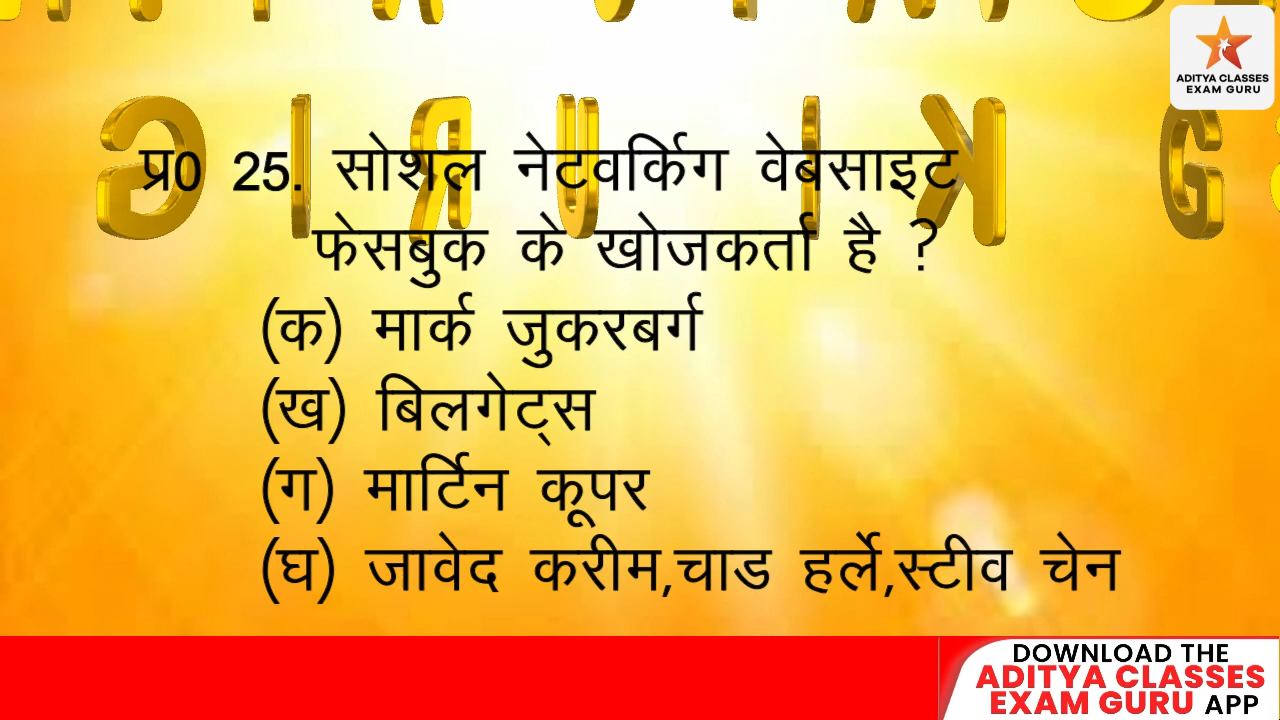 ADITYA CLASSES
EXAM GURU
प्र0 25. सोशल नेटवर्किग वेबसाइट
फेसबुक के खोजकर्ता है ?
(क) मार्क जुकरबर्ग
(ख) बिलगेट्स
(ग) मार्टिन कूपर
(घ) जावेद करीम,चाड हर्ले,स्टीव चेन
DOWNLOAD THE
ADITYA CLASSES
EXAM GURU APP